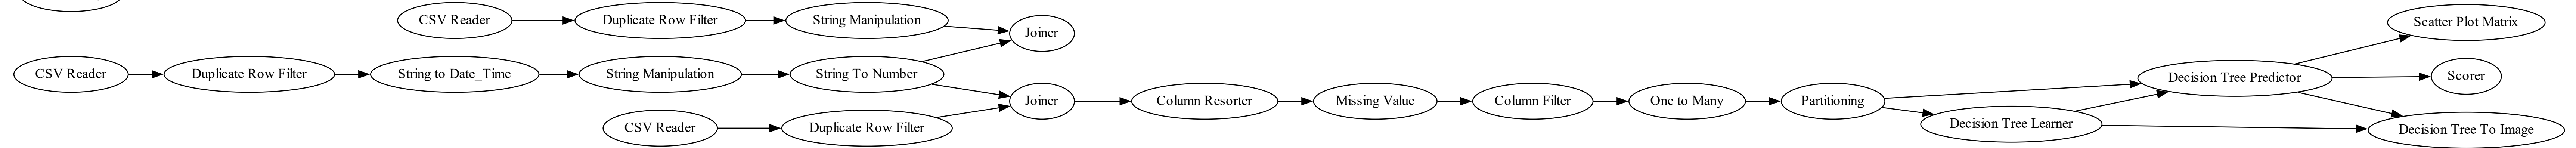 CSV Reader
Duplicate Row Filter
String Manipulation
Joiner
CSV Reader
Duplicate Row Filter
String to Date_Time
String Manipulation
String To Number
Joiner
Column Resorter
Missing Value
Column Filter
One to Many
Partitioning
Decision Tree Learner
Decision Tree Predictor
Scatter Plot Matrix
Scorer
Decision Tree To Image
CSV Reader
Duplicate Row Filter